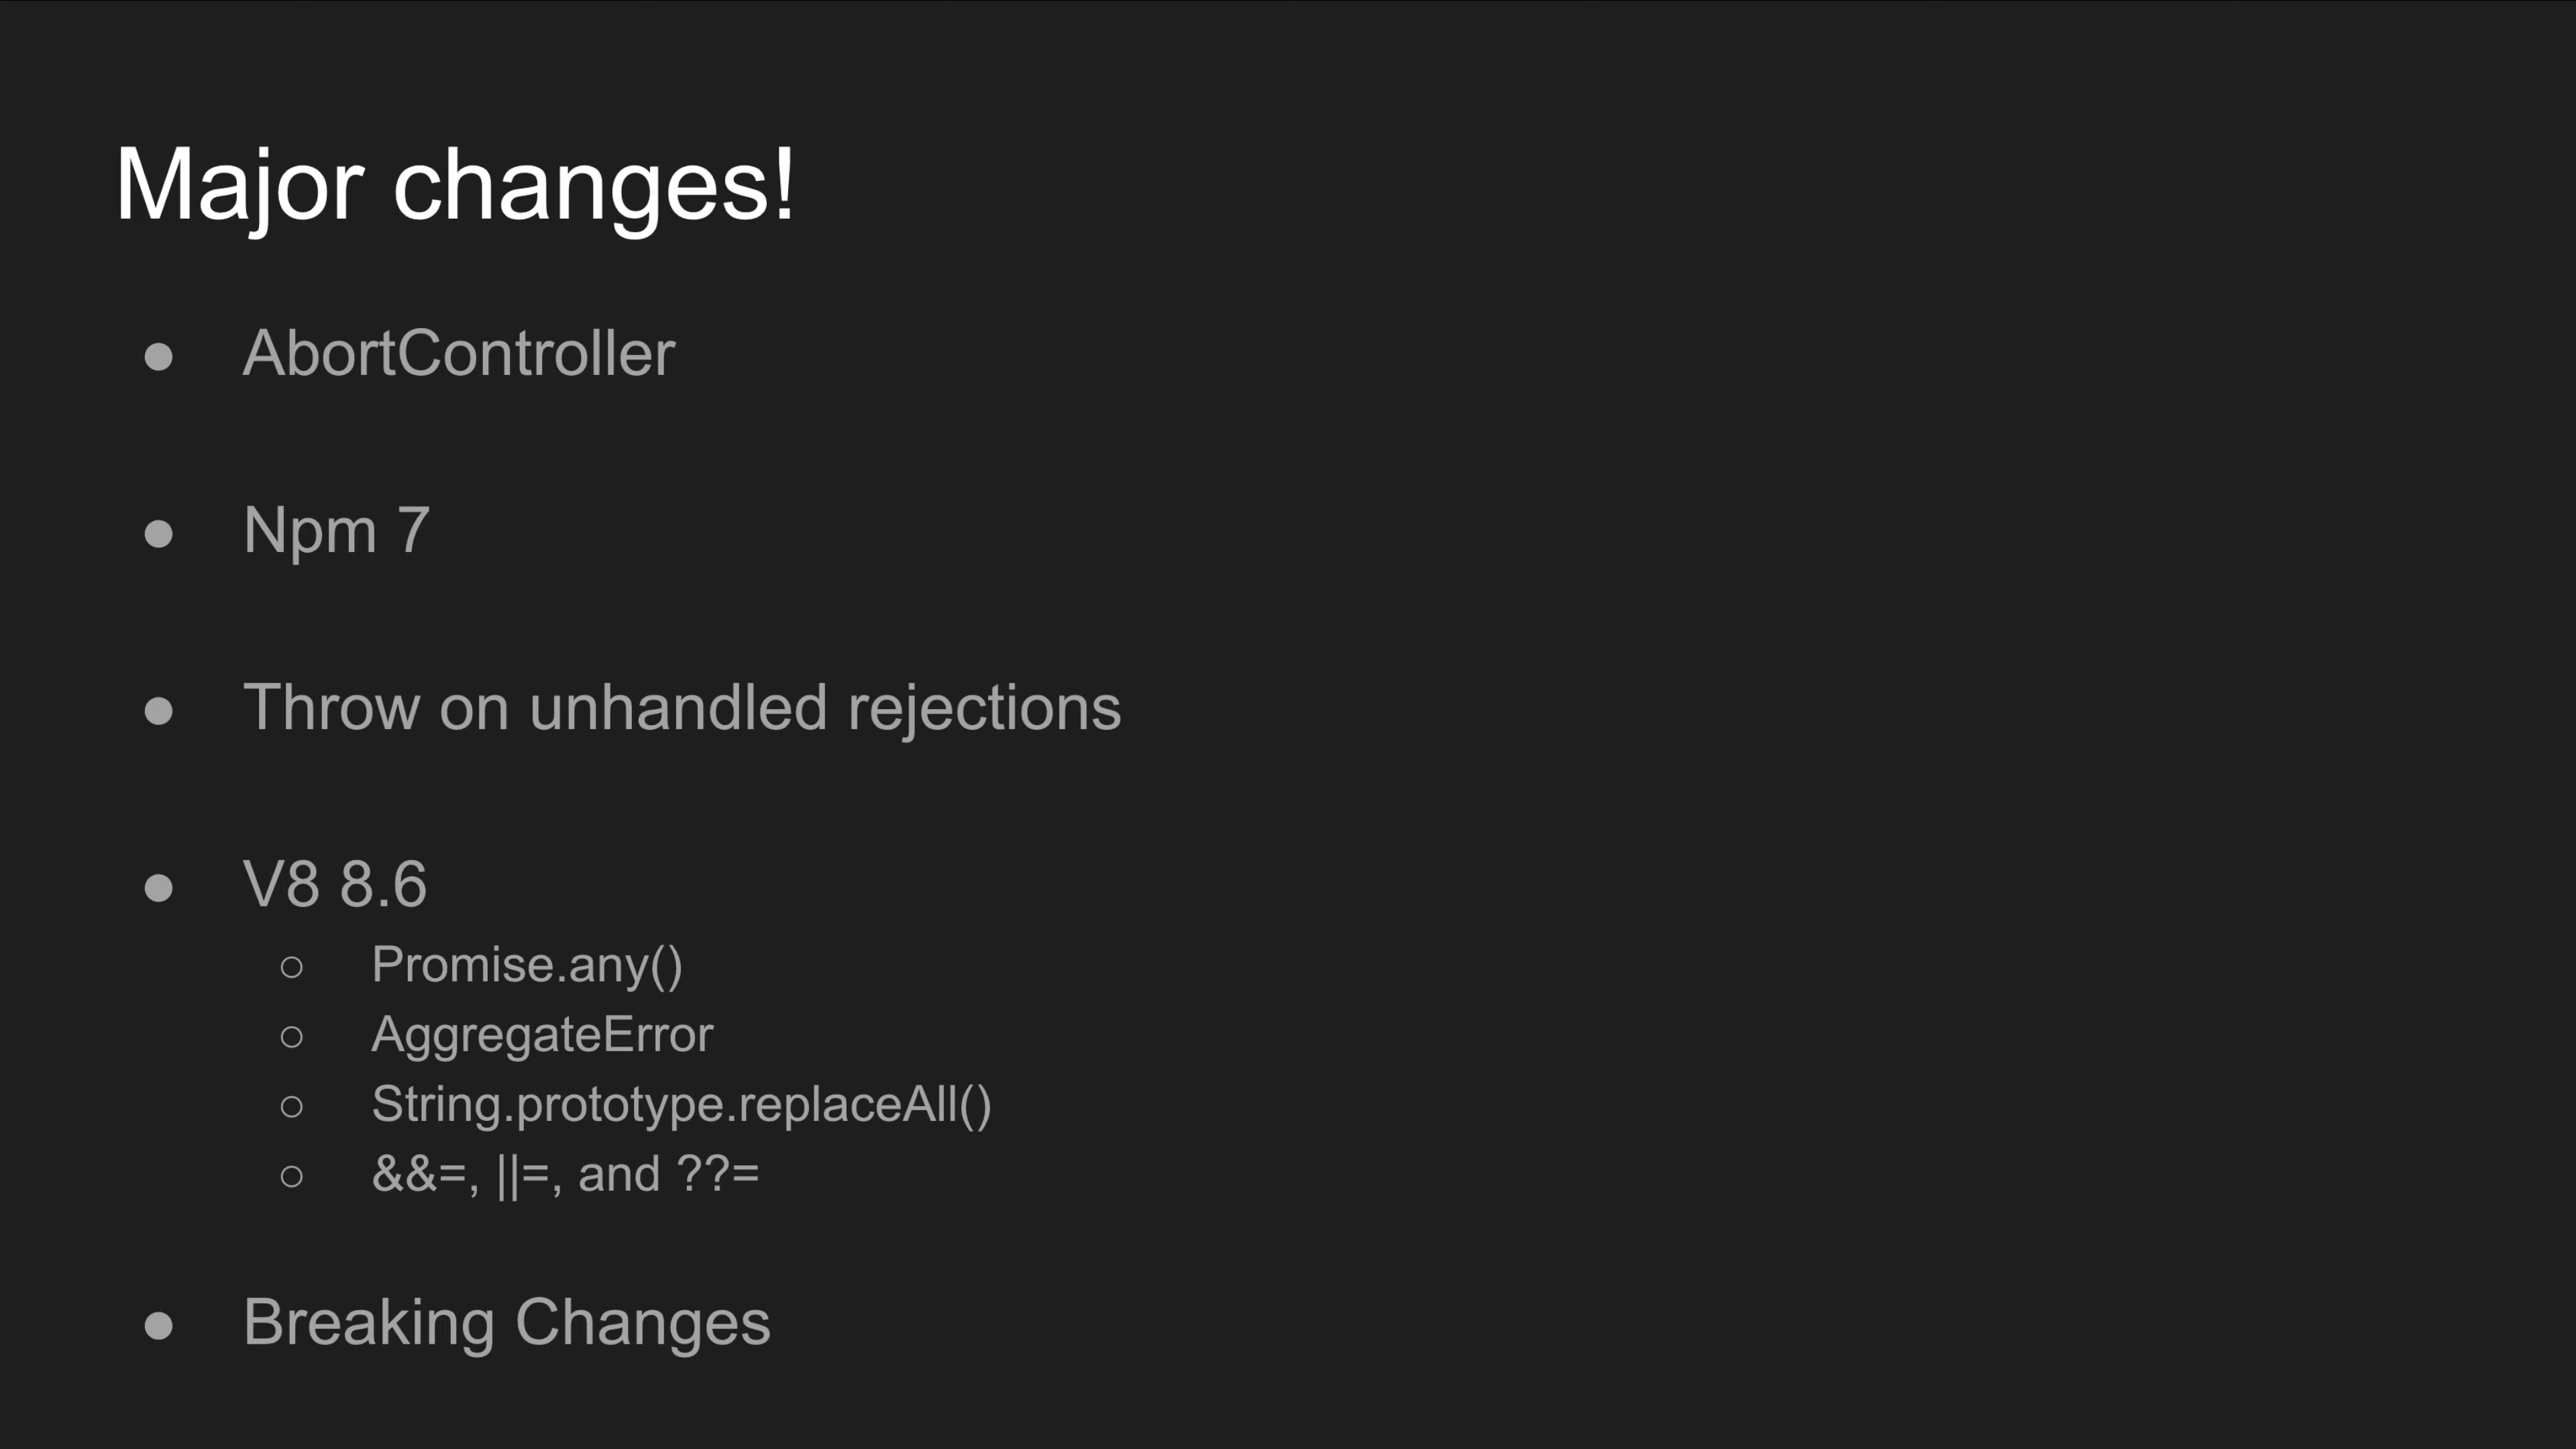 Major changes!
● AbortController
● Npm 7
● Throw on unhandled rejections
● V8 8.6
○ Promise.any()
○ AggregateError
○ String.prototype.replaceAll()
○ &&=, ||=, and ??=
● Breaking Changes